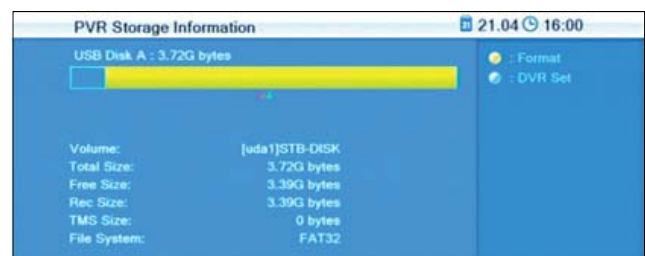 PVR Storage Information
21.04 16:00
USB Disk A : 3.72G bytes
: Format
: DVR Set
Volume: [uda1]STB-DISK
Total Size: 3.72G bytes
Free Size: 3.39G bytes
Rec Size: 3.39G bytes
TMS Size: 0 bytes
File System: FAT32